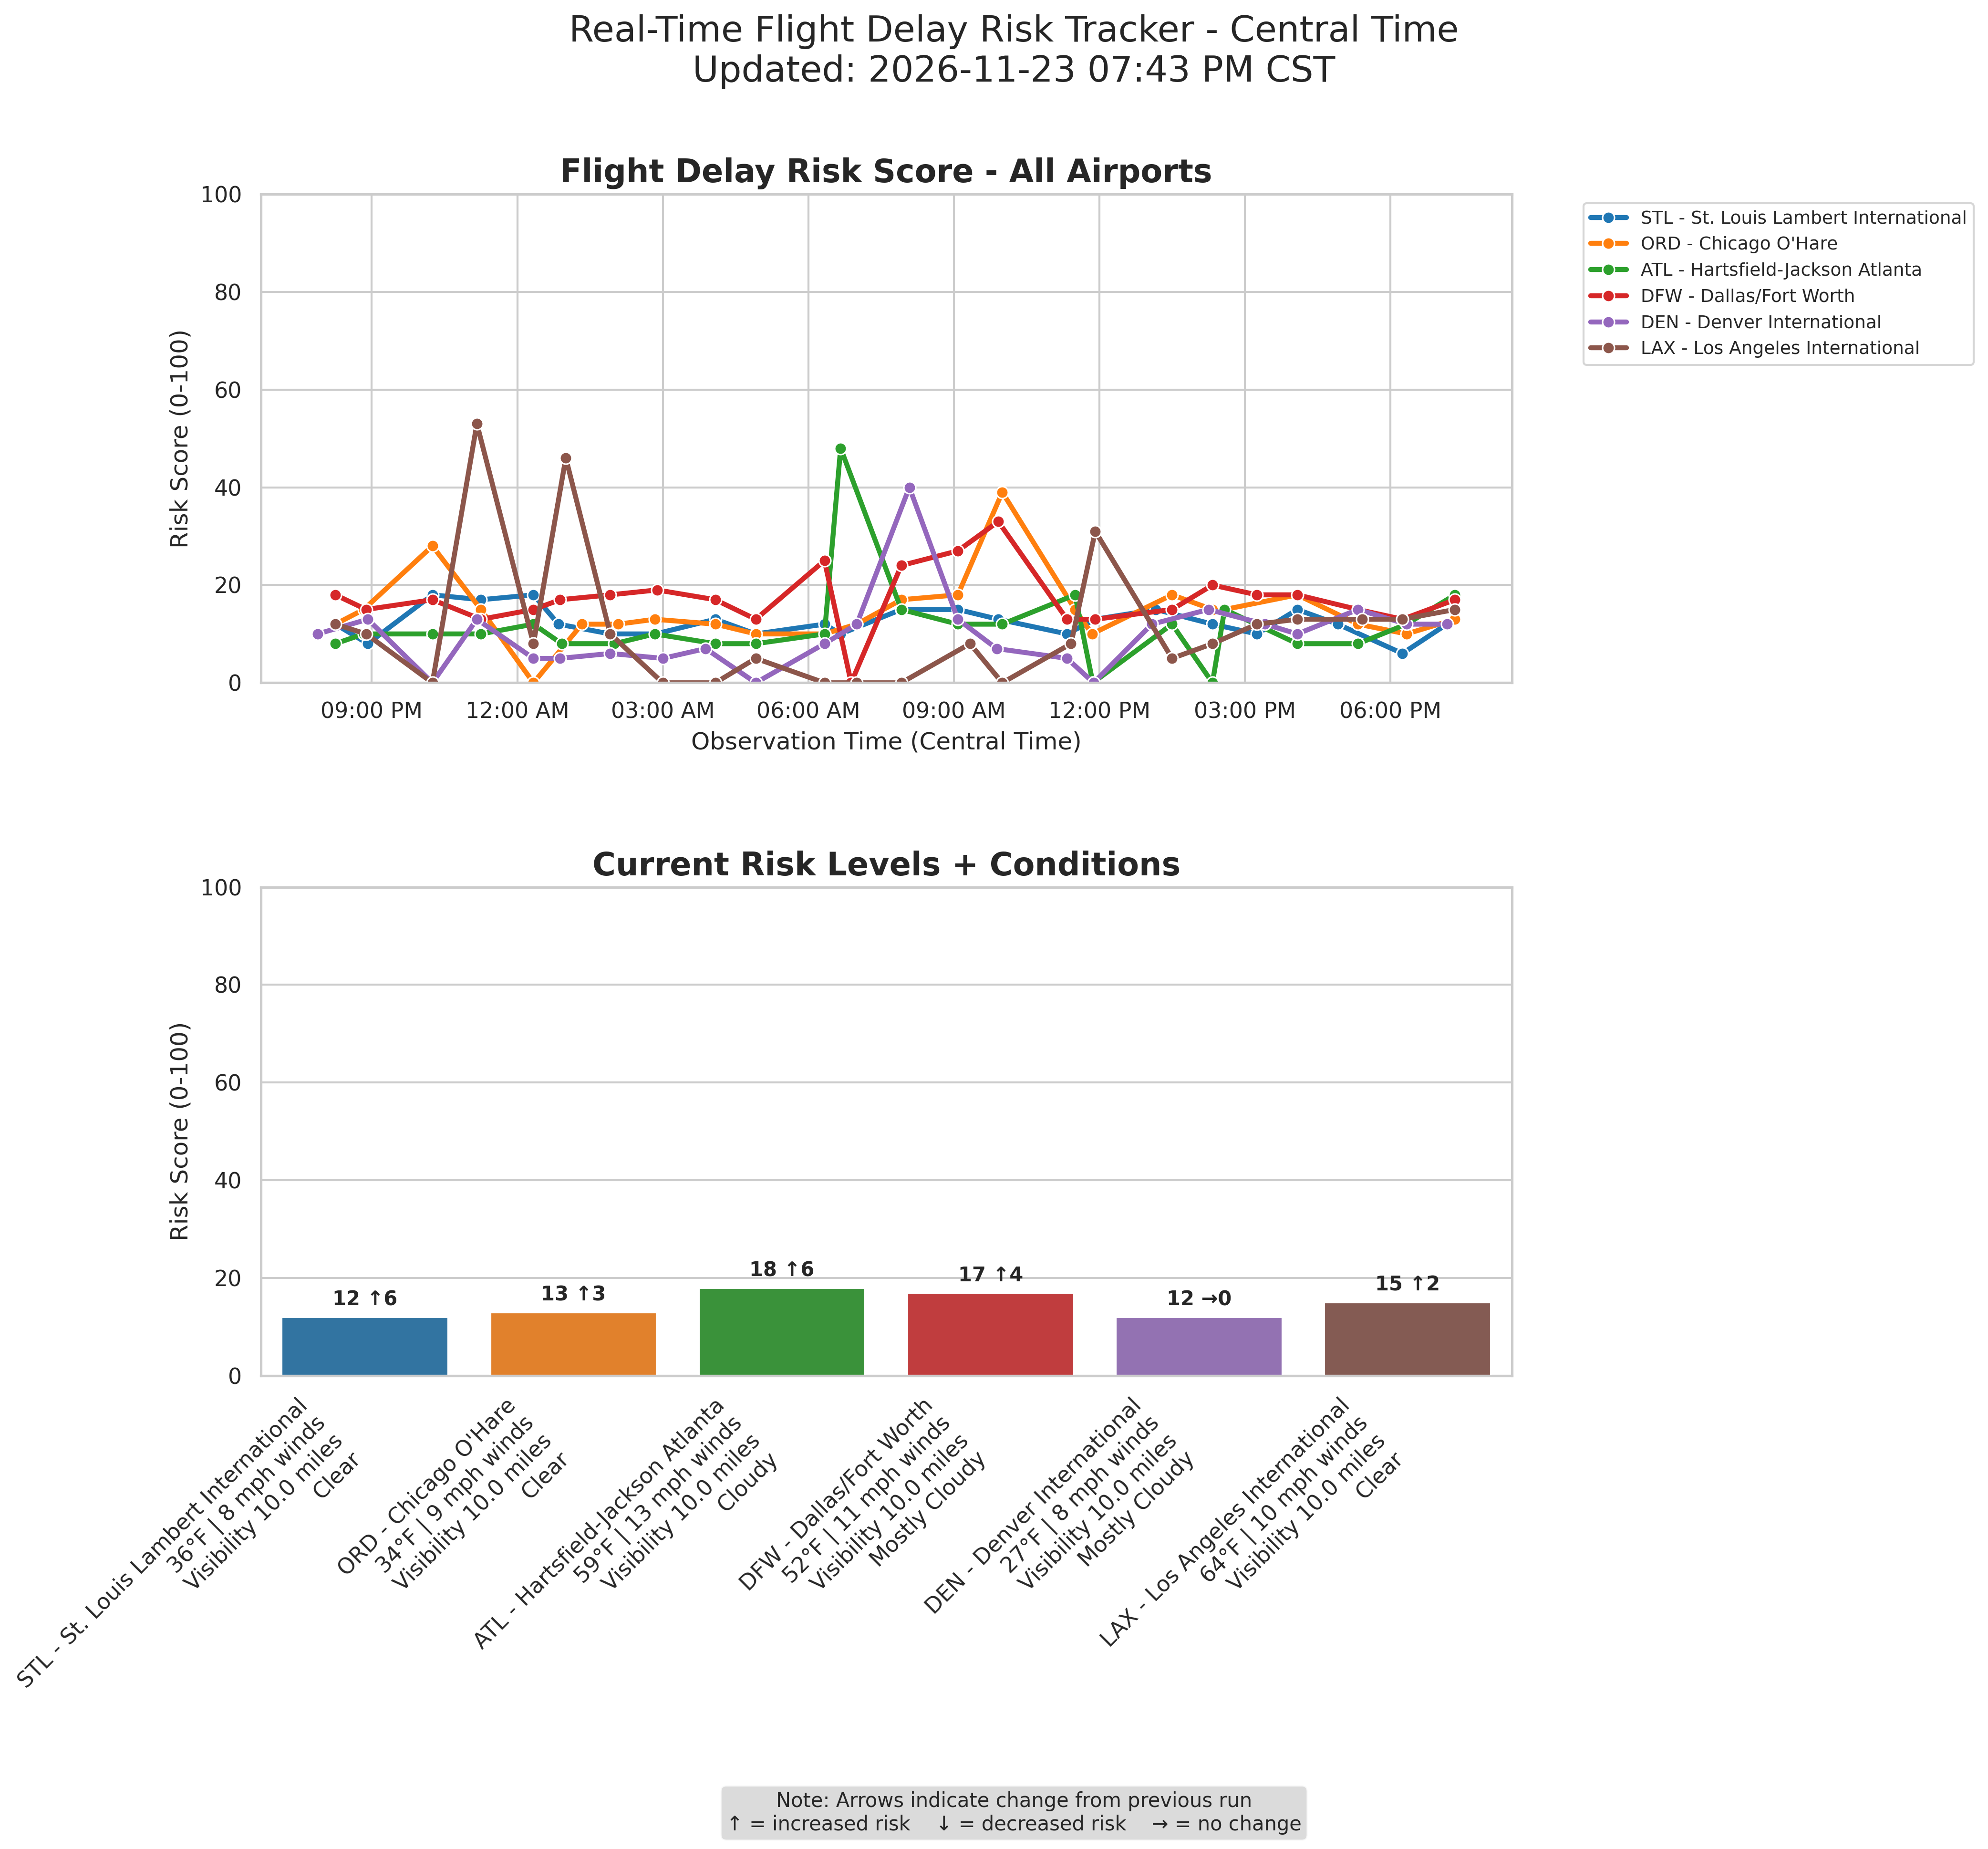 Real-Time Flight Delay Risk Tracker - Central Time
Updated: 2026-11-23 07:43 PM CST
Flight Delay Risk Score - All Airports
Risk Score (0-100)
100
80
60
40
20
0
09:00 PM
12:00 AM
03:00 AM
06:00 AM
09:00 AM
12:00 PM
03:00 PM
06:00 PM
Observation Time (Central Time)
STL - St. Louis Lambert International
ORD - Chicago O'Hare
ATL - Hartsfield-Jackson Atlanta
DFW - Dallas/Fort Worth
DEN - Denver International
LAX - Los Angeles International
Current Risk Levels + Conditions
Risk Score (0-100)
100
80
60
40
20
0
12 ↑6
13 ↑3
18 ↑6
17 ↑4
12 →0
15 ↑2
STL - St. Louis Lambert International
36°F | 8 mph winds
Visibility 10.0 miles
Clear
ORD - Chicago O'Hare
34°F | 9 mph winds
Visibility 10.0 miles
Clear
ATL - Hartsfield-Jackson Atlanta
59°F | 13 mph winds
Visibility 10.0 miles
Cloudy
DFW - Dallas/Fort Worth
52°F | 11 mph winds
Visibility 10.0 miles
Mostly Cloudy
DEN - Denver International
27°F | 8 mph winds
Visibility 10.0 miles
Mostly Cloudy
LAX - Los Angeles International
64°F | 10 mph winds
Visibility 10.0 miles
Clear
Note: Arrows indicate change from previous run
↑ = increased risk ↓ = decreased risk → = no change